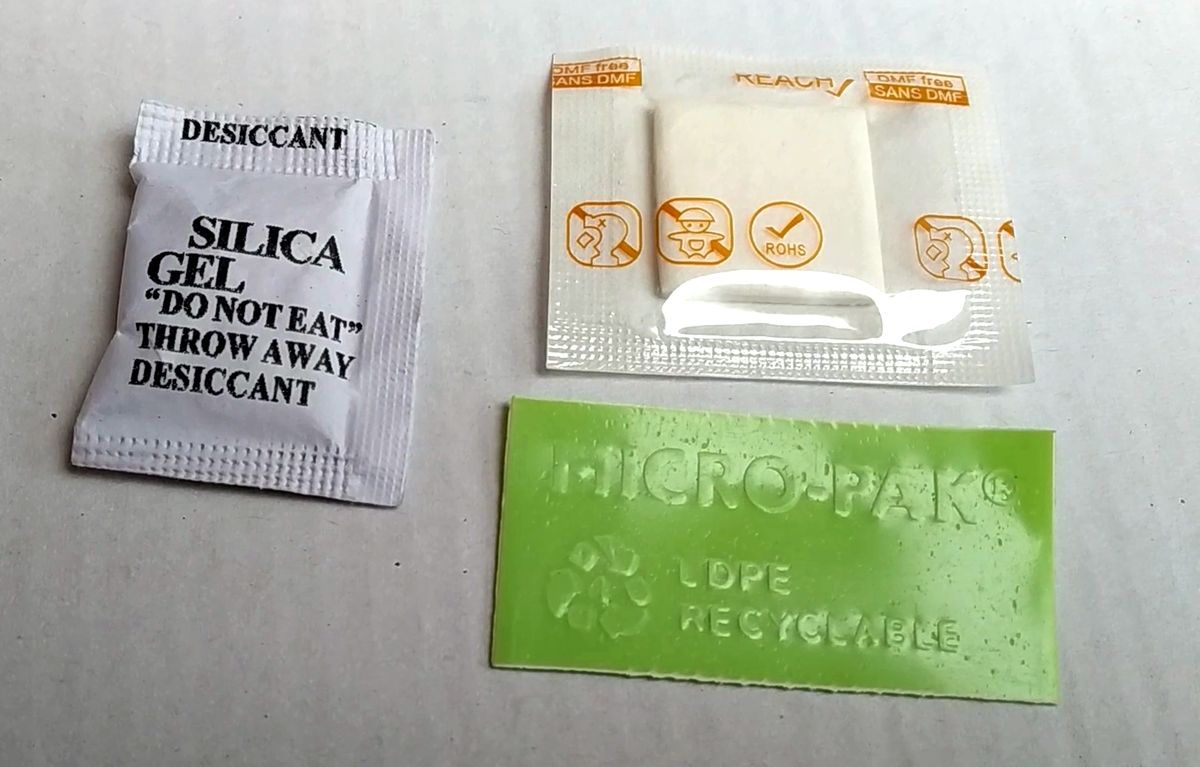 DESICCANT
SILICA
GEL
“DO NOT EAT”
THROW AWAY
DESICCANT
DMF free
SANS DMF
REACH
DMF free
SANS DMF
ROHS
MICRO-PAK®
LDPE
RECYCLABLE